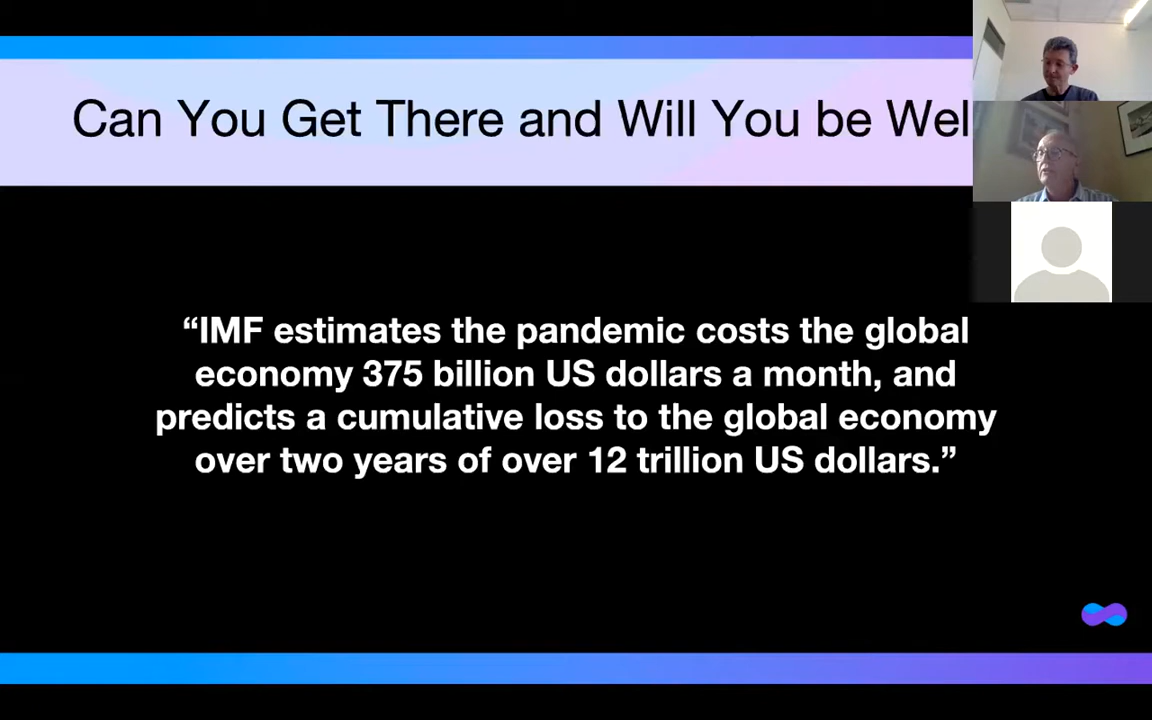 Can You Get There and Will You be Wel
“IMF estimates the pandemic costs the global
economy 375 billion US dollars a month, and
predicts a cumulative loss to the global economy
over two years of over 12 trillion US dollars.”